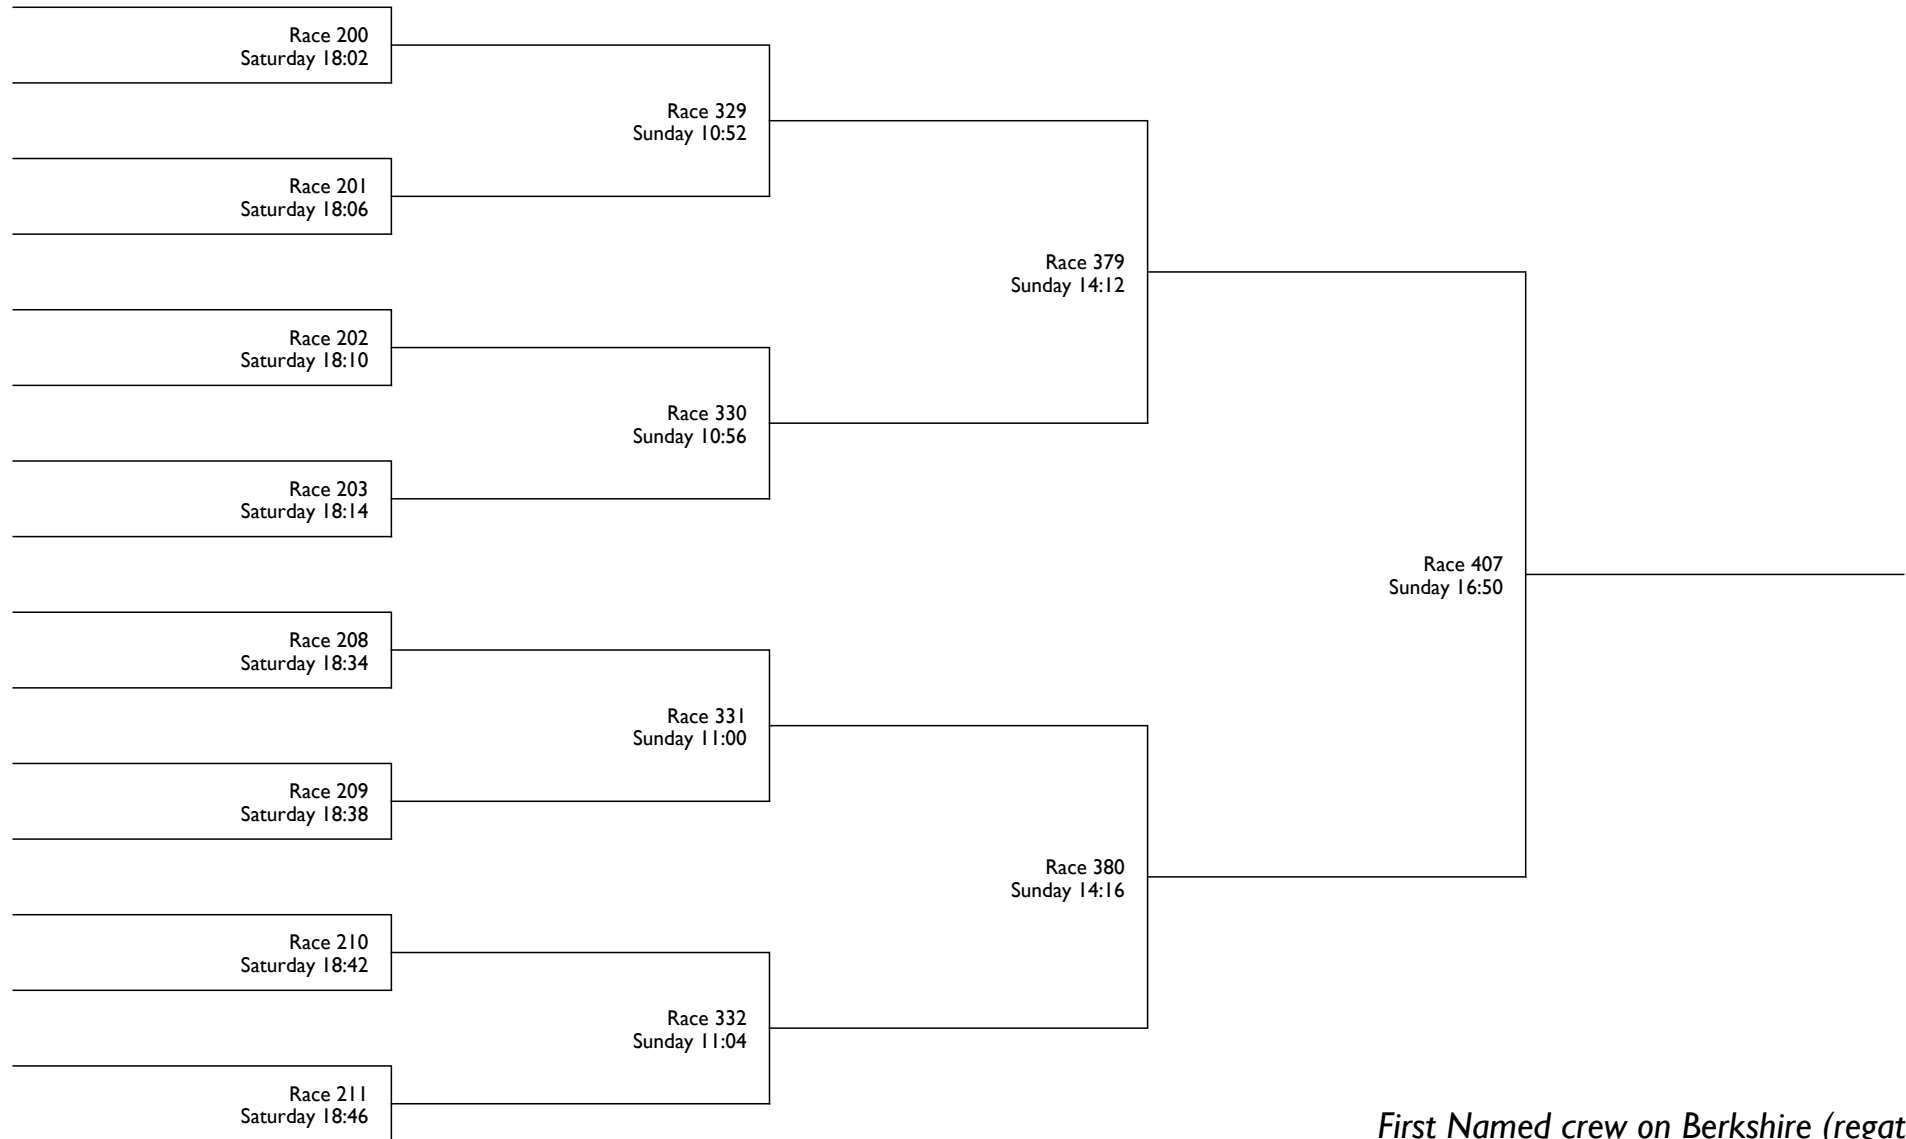 Race 200
Saturday 18:02
Race 329
Sunday 10:52
Race 201
Saturday 18:06
Race 379
Sunday 14:12
Race 202
Saturday 18:10
Race 330
Sunday 10:56
Race 203
Saturday 18:14
Race 407
Sunday 16:50
Race 208
Saturday 18:34
Race 331
Sunday 11:00
Race 209
Saturday 18:38
Race 380
Sunday 14:16
Race 210
Saturday 18:42
Race 332
Sunday 11:04
Race 211
Saturday 18:46
First Named crew on Berkshire (regat